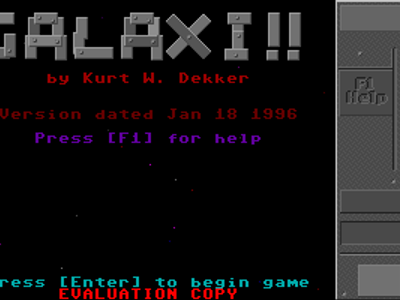 GALAXI!!
by Kurt W. Dekker
Version dated Jan 18 1996
Press [F1] for help
F1
Help
ress [Enter] to begin game
EVALUATION COPY